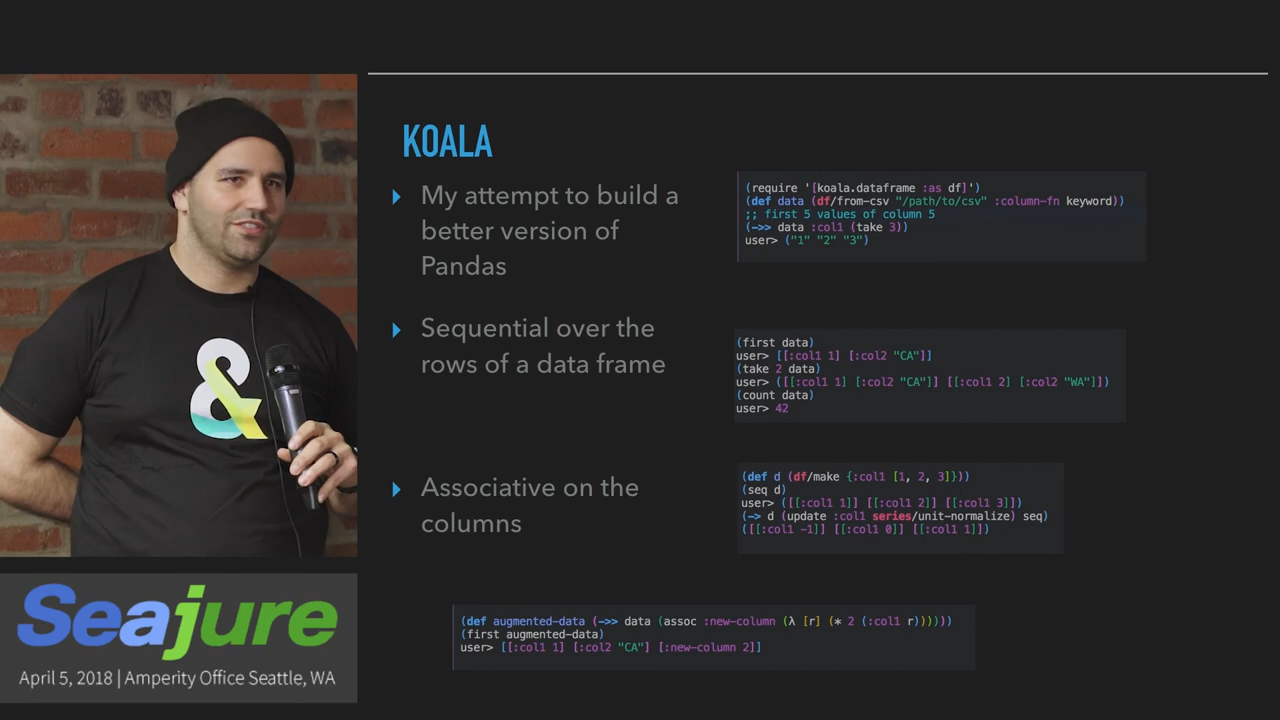 KOALA
My attempt to build a
better version of
Pandas
(require '[koala.dataframe :as df]')
(def data (df/from-csv "/path/to/csv" :column-fn keyword))
;; first 5 values of column 5
(->> data :col1 (take 3))
user> ("1" "2" "3")
Sequential over the
rows of a data frame
(first data)
user> [[:col1 1] [:col2 "CA"]]
(take 2 data)
user> ([[:col1 1] [:col2 "CA"]] [[:col1 2] [:col2 "WA"]])
(count data)
user> 42
Associative on the
columns
(def d (df/make {:col1 [1, 2, 3]}))
(seq d)
user> ([[:col1 1]] [[:col1 2]] [[:col1 3]])
(-> d (update :col1 series/unit-normalize) seq)
([[:col1 -1]] [[:col1 0]] [[:col1 1]])
(def augmented-data (->> data (assoc :new-column (λ [r] (* 2 (:col1 r))))))
(first augmented-data)
user> [[:col1 1] [:col2 "CA"] [:new-column 2]]
&
Seajure
April 5, 2018 | Amperity Office Seattle, WA